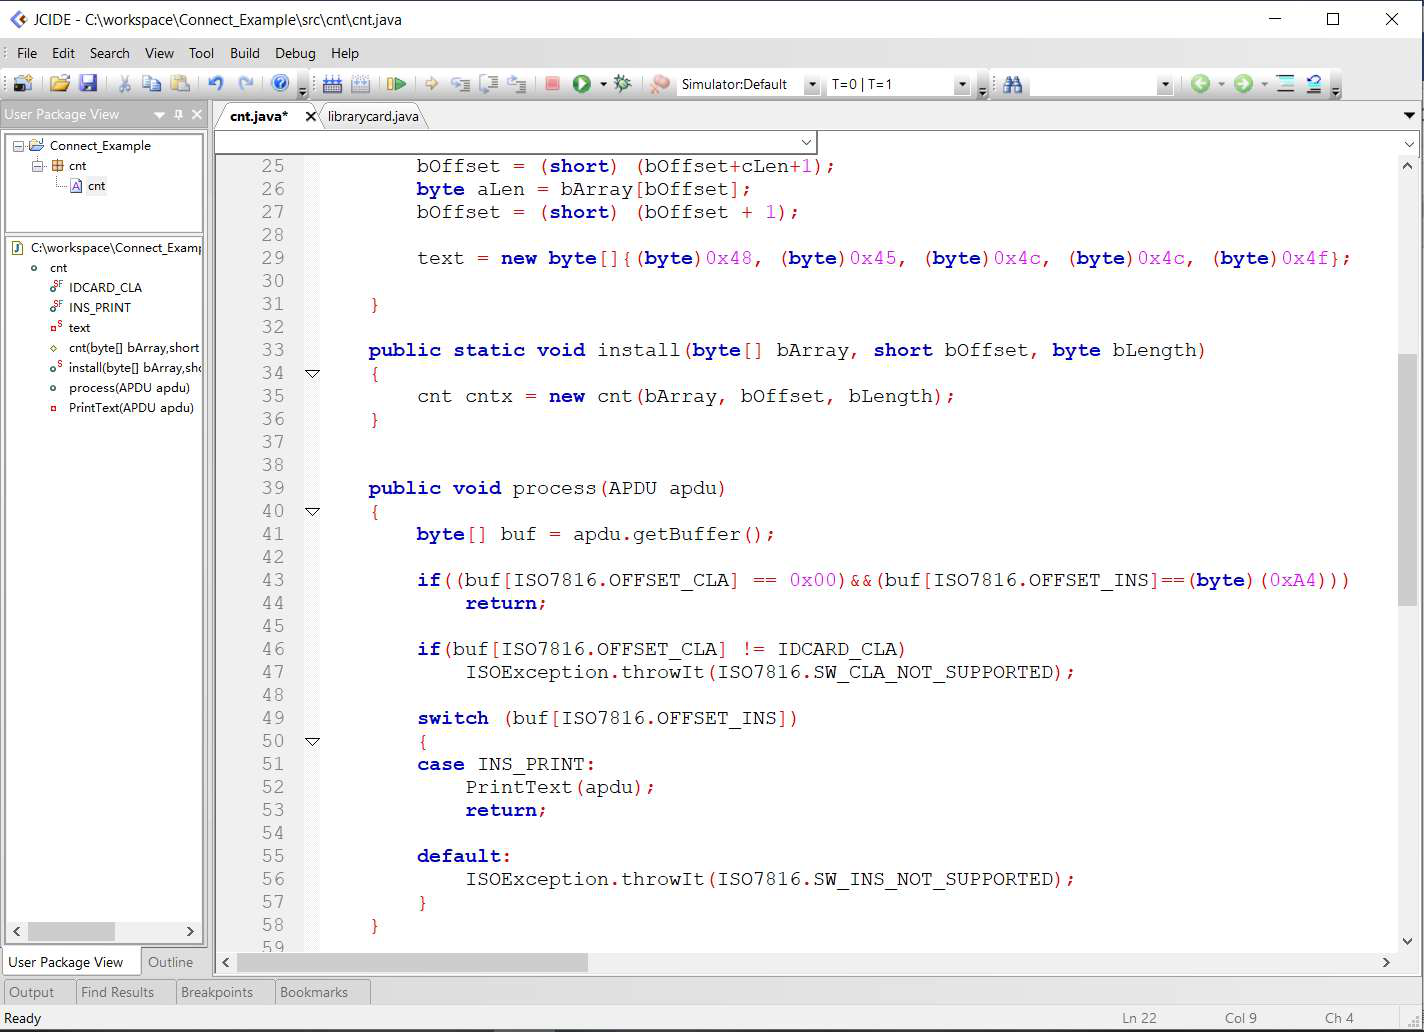 JCIDE - C:\workspace\Connect_Example\src\cnt\cnt.java
File Edit Search View Tool Build Debug Help
Simulator:Default T=0 | T=1
User Package View
cnt.java* librarycard.java
Connect_Example
cnt
cnt
C:\workspace\Connect_Examp
cnt
IDCARD_CLA
INS_PRINT
text
cnt(byte[] bArray,short
install(byte[] bArray,sho
process(APDU apdu)
PrintText(APDU apdu)
25 bOffset = (short) (bOffset+cLen+1);
26 byte aLen = bArray[bOffset];
27 bOffset = (short) (bOffset + 1);
28
29 text = new byte[]{(byte)0x48, (byte)0x45, (byte)0x4c, (byte)0x4c, (byte)0x4f};
30
31 }
32
33 public static void install(byte[] bArray, short bOffset, byte bLength)
34 {
35 cnt cntx = new cnt(bArray, bOffset, bLength);
36 }
37
38
39 public void process(APDU apdu)
40 {
41 byte[] buf = apdu.getBuffer();
42
43 if((buf[ISO7816.OFFSET_CLA] == 0x00)&&(buf[ISO7816.OFFSET_INS]==(byte)(0xA4)))
44 return;
45
46 if(buf[ISO7816.OFFSET_CLA] != IDCARD_CLA)
47 ISOException.throwIt(ISO7816.SW_CLA_NOT_SUPPORTED);
48
49 switch (buf[ISO7816.OFFSET_INS])
50 {
51 case INS_PRINT:
52 PrintText(apdu);
53 return;
54
55 default:
56 ISOException.throwIt(ISO7816.SW_INS_NOT_SUPPORTED);
57 }
58 }
59
User Package View Outline
Output Find Results Breakpoints Bookmarks
Ready Ln 22 Col 9 Ch 4